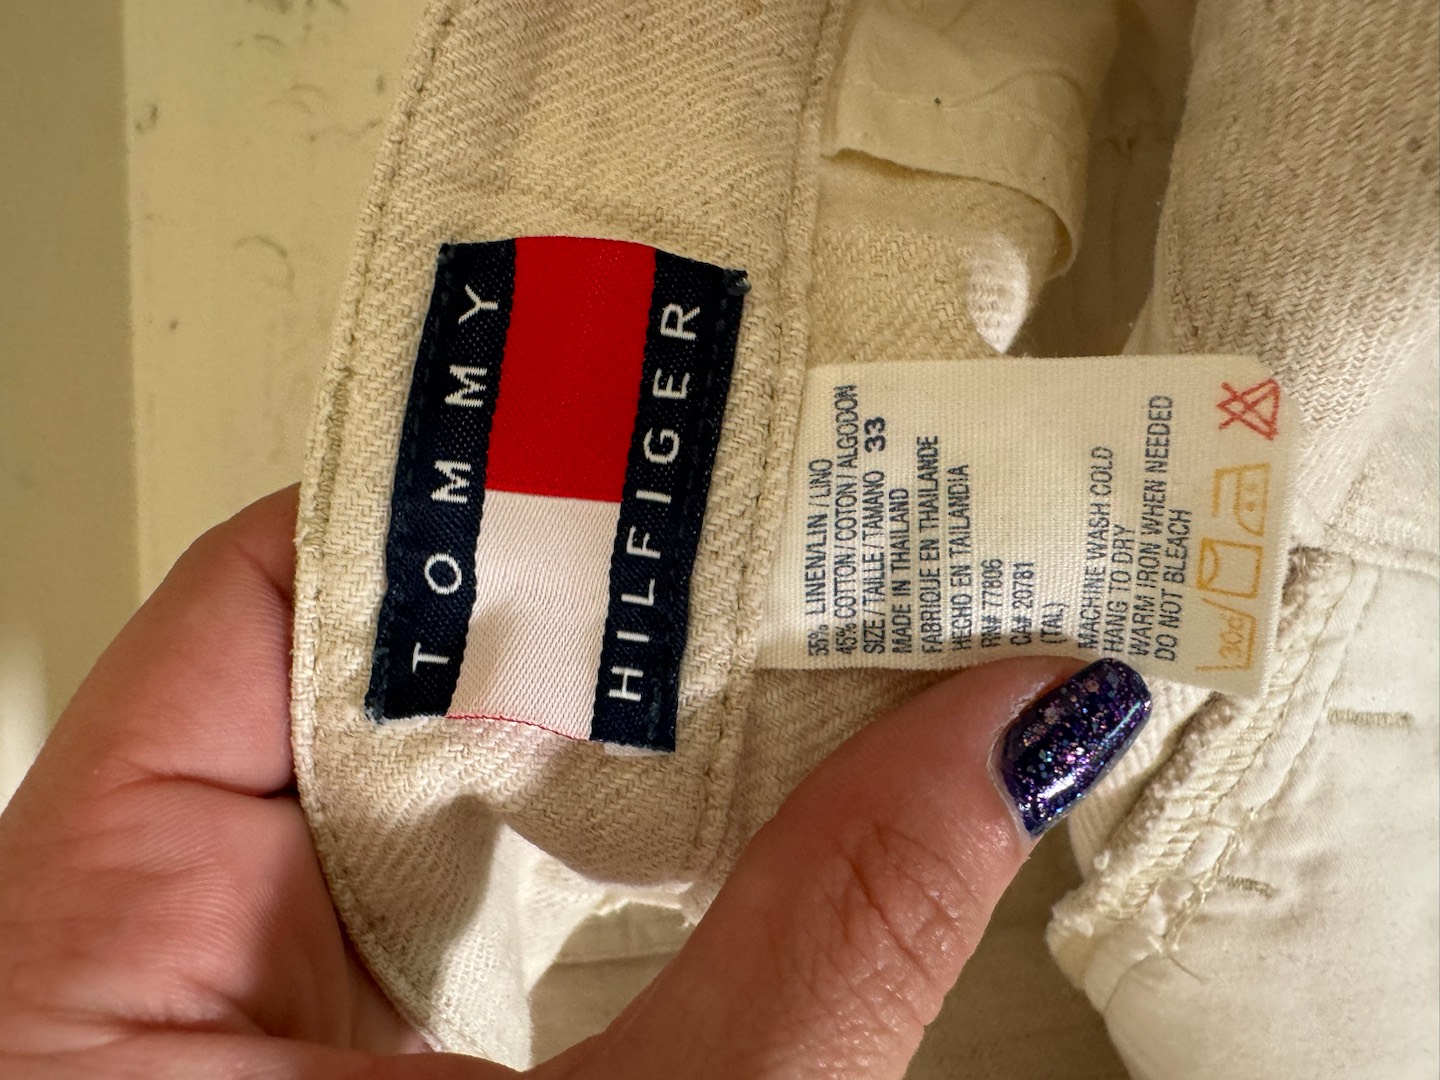 TOMMY
HILFIGER
55% LINEN/LIN/LINO
45% COTTON/COTON/ALGODON
SIZE/TAILLE/TAMANO 33
MADE IN THAILAND
FABRIQUE EN THAILANDE
HECHO EN TAILANDIA
RN# 77806
CA# 20781
(TAL)
MACHINE WASH COLD
HANG TO DRY
WARM IRON WHEN NEEDED
DO NOT BLEACH
30c